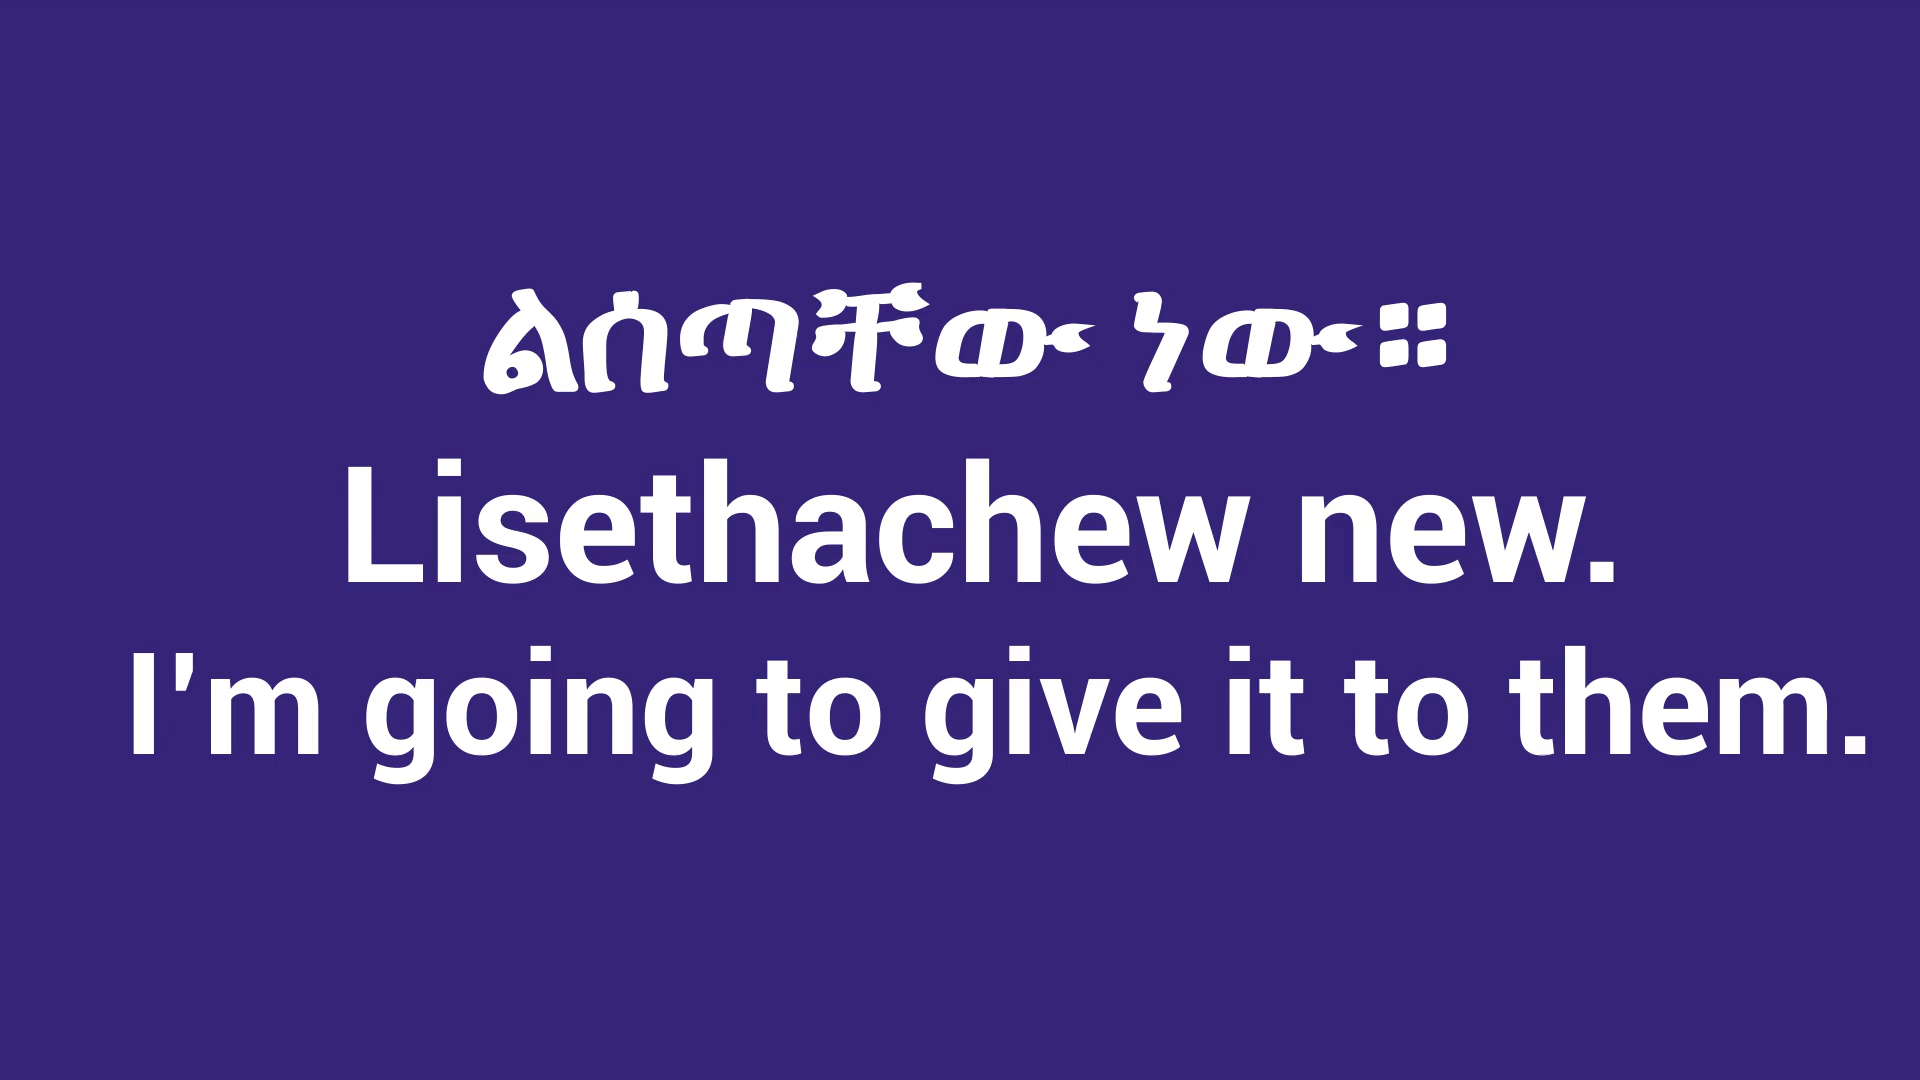 ልሰጣቸው ነው።
Lisethachew new.
I'm going to give it to them.